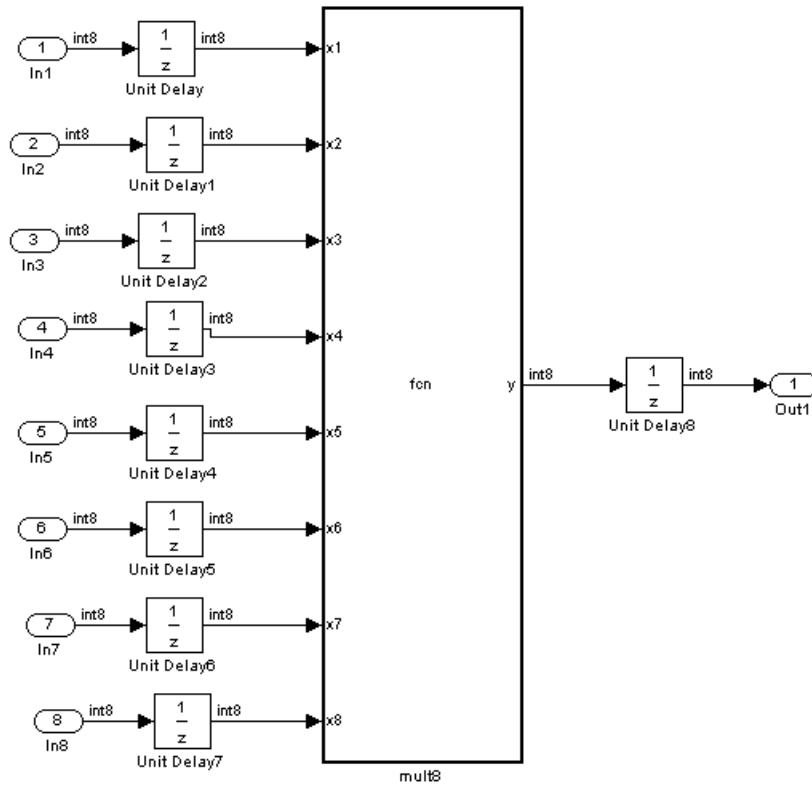 1 int8 1 z int8 x1
In1 Unit Delay
2 int8 1 z int8 x2
In2 Unit Delay1
3 int8 1 z int8 x3
In3 Unit Delay2
4 int8 1 z int8 x4
In4 Unit Delay3
fcn y int8 1 z int8 1
Unit Delay8 Out1
5 int8 1 z int8 x5
In5 Unit Delay4
6 int8 1 z int8 x6
In6 Unit Delay5
7 int8 1 z int8 x7
In7 Unit Delay6
8 int8 1 z int8 x8
In8 Unit Delay7
mult8